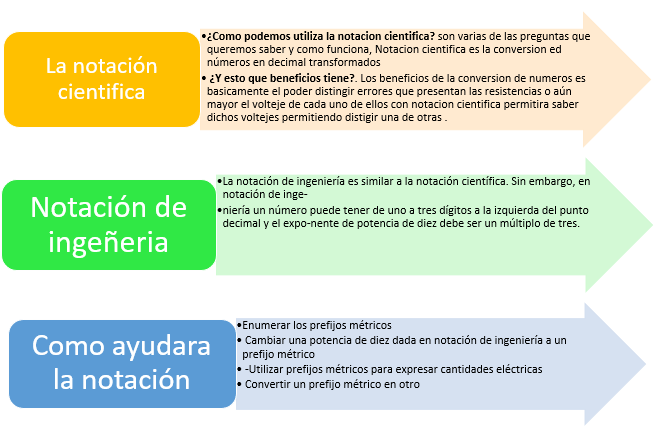 La notación
cientifica
•¿Como podemos utiliza la notacion cientifica? son varias de las preguntas que
queremos saber y como funciona, Notacion cientifica es la conversion ed
números en decimal transformados
• ¿Y esto que beneficios tiene?. Los beneficios de la conversion de numeros es
basicamente el poder distingir errores que presentan las resistencias o aún
mayor el volteje de cada uno de ellos con notacion cientifica permitira saber
dichos voltejes permitiendo distigir una de otras .
Notación de
ingeñeria
•La notación de ingeniería es similar a la notación científica. Sin embargo, en
notación de inge-
•niería un número puede tener de uno a tres dígitos a la izquierda del punto
decimal y el expo-nente de potencia de diez debe ser un múltiplo de tres.
Como ayudara
la notación
•Enumerar los prefijos métricos
• Cambiar una potencia de diez dada en notación de ingeniería a un
prefijo métrico
• -Utilizar prefijos métricos para expresar cantidades eléctricas
• Convertir un prefijo métrico en otro